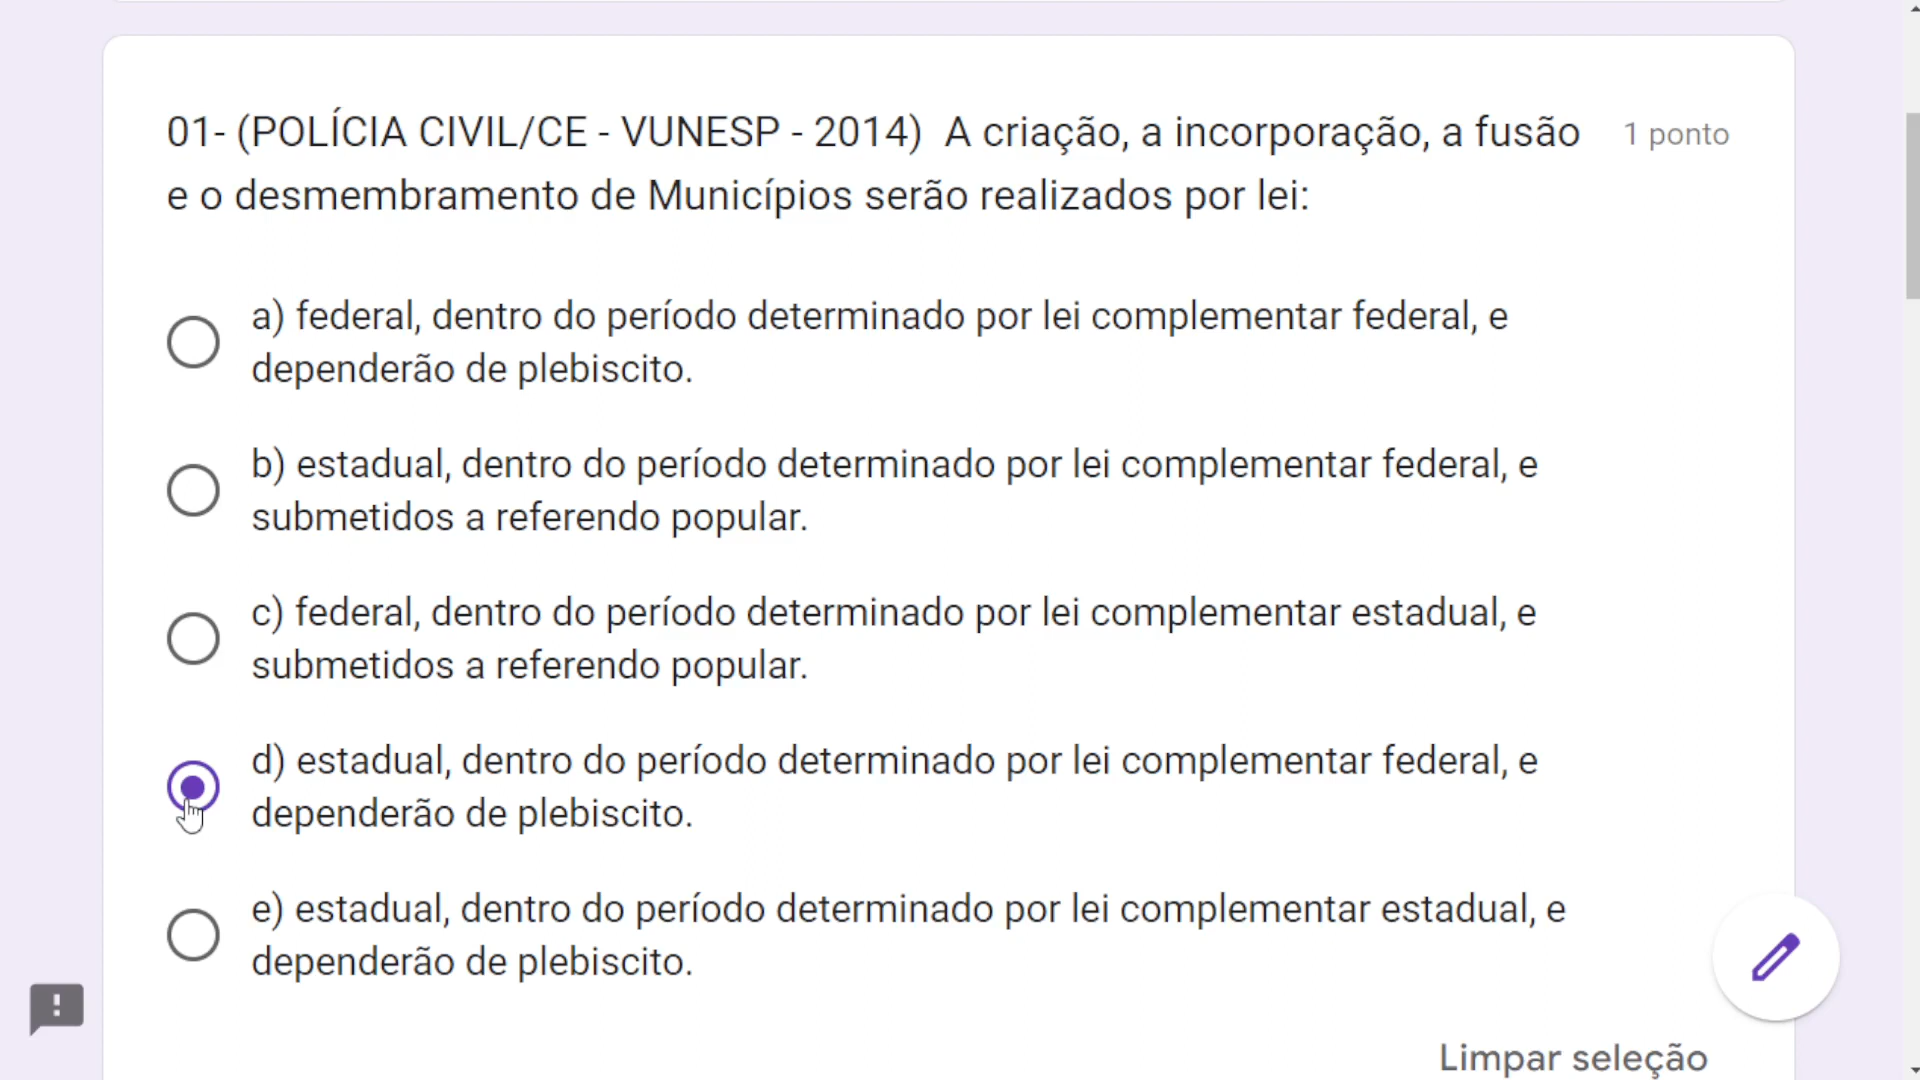 01- (POLÍCIA CIVIL/CE - VUNESP - 2014) A criação, a incorporação, a fusão 1 ponto
e o desmembramento de Municípios serão realizados por lei:
a) federal, dentro do período determinado por lei complementar federal, e
dependerão de plebiscito.
b) estadual, dentro do período determinado por lei complementar federal, e
submetidos a referendo popular.
c) federal, dentro do período determinado por lei complementar estadual, e
submetidos a referendo popular.
d) estadual, dentro do período determinado por lei complementar federal, e
dependerão de plebiscito.
e) estadual, dentro do período determinado por lei complementar estadual, e
dependerão de plebiscito.
Limpar seleção